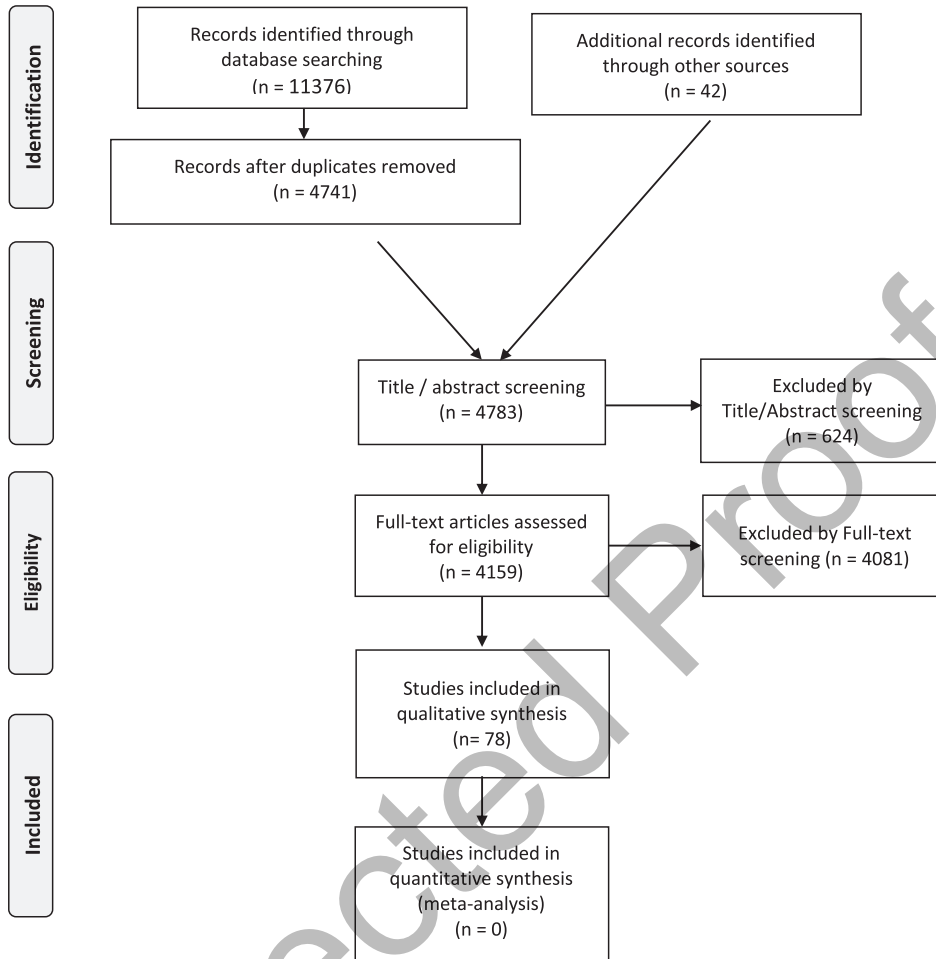 Identification
Records identified through
database searching
(n = 11376
Additional records identified
through other sources
(n = 42)
Records after duplicates removed
(n = 4741)
Screening
Title / abstract screening
(n = 4783)
Excluded by
Title/Abstract screening
(n = 624)
Eligibility
Full-text articles assessed
for eligibility
(n = 4159)
Excluded by Full-text
screening (n = 4081)
Included
Studies included in
qualitative synthesis
(n= 78)
Studies included in
quantitative synthesis
(meta-analysis)
(n = 0)
ected Proof